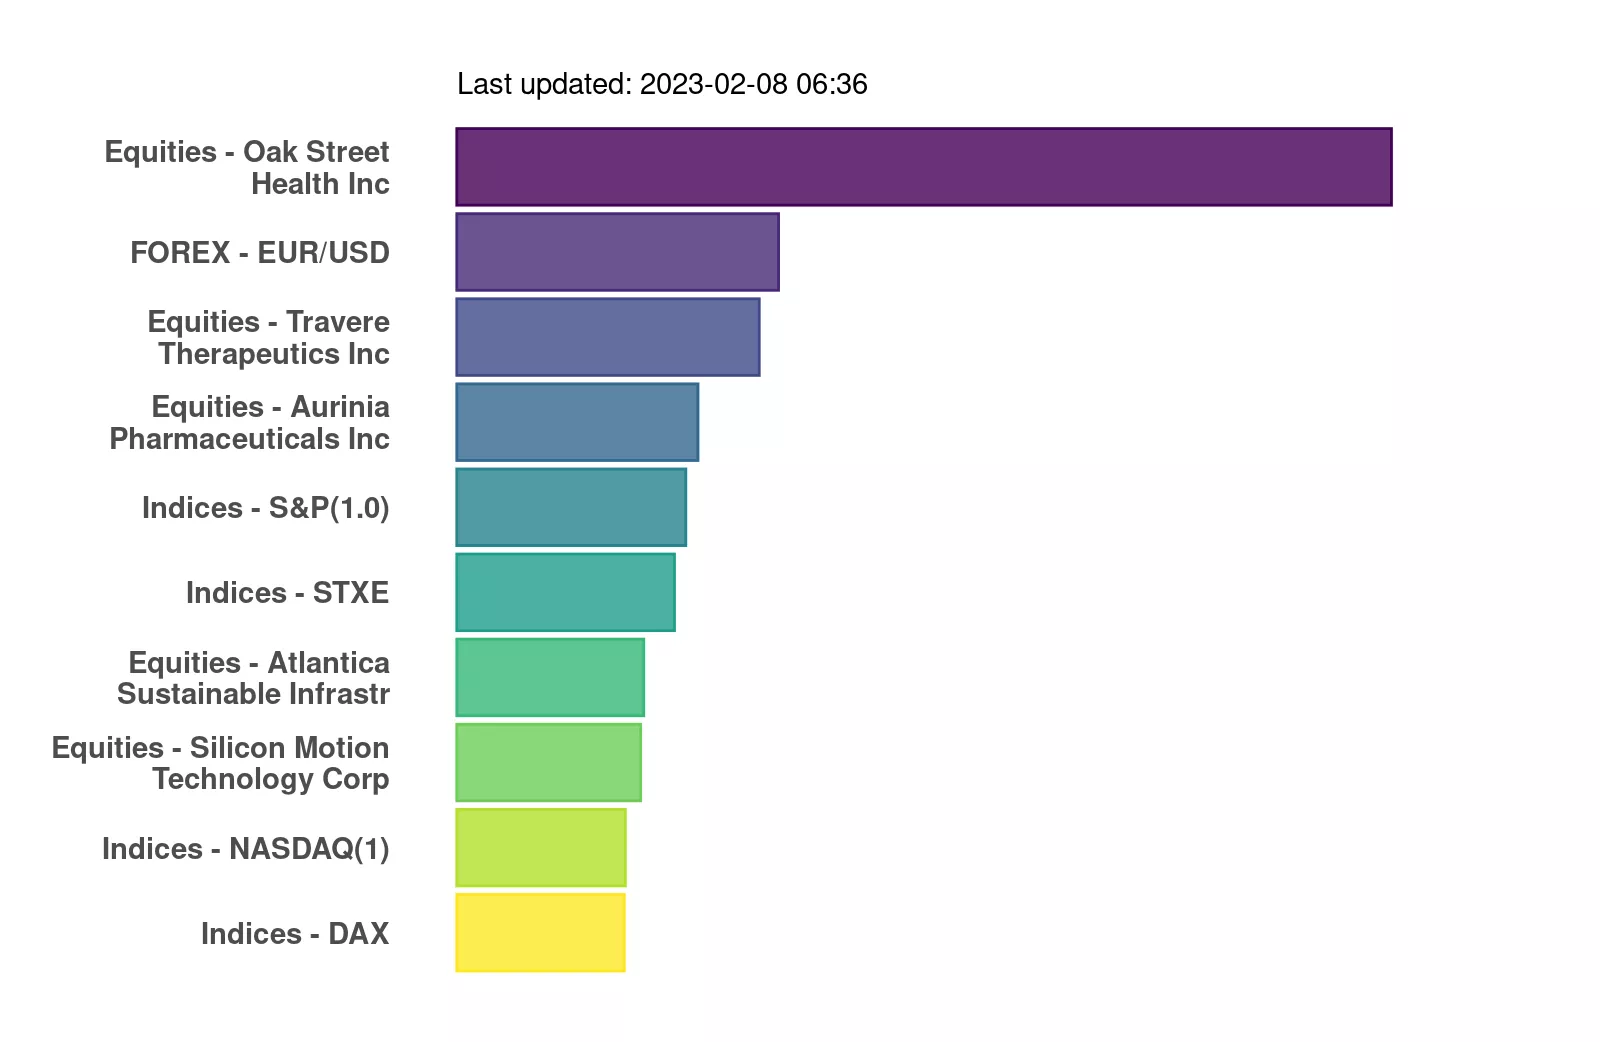 Last updated: 2023-02-08 06:36
Equities - Oak Street
Health Inc
FOREX - EUR/USD
Equities - Travere
Therapeutics Inc
Equities - Aurinia
Pharmaceuticals Inc
Indices - S&P(1.0)
Indices - STXE
Equities - Atlantica
Sustainable Infrastr
Equities - Silicon Motion
Technology Corp
Indices - NASDAQ(1)
Indices - DAX